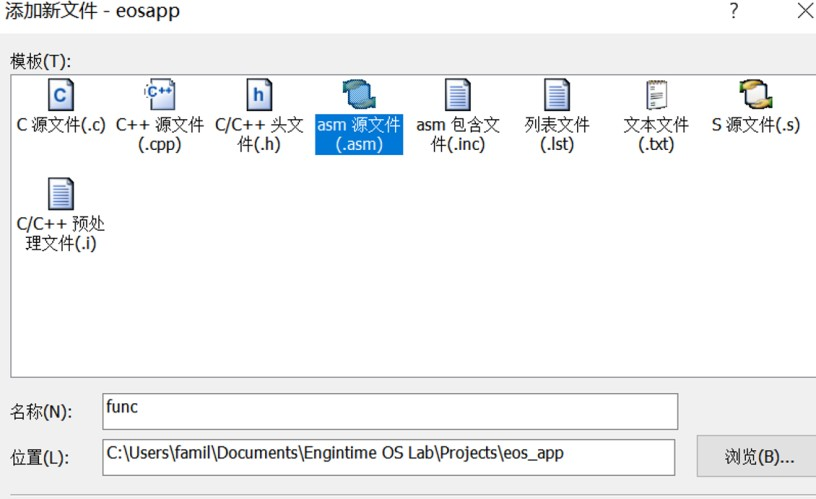 添加新文件 - eosapp
?
模板(T):
C
C++
h
C 源文件(.c) C++ 源文件 C/C++ 头文 asm 源文件 asm 包含文 列表文件 文本文件 S 源文件(.s)
(.cpp) 件(.h) (.asm) 件(.inc) (.lst) (.txt)
C/C++ 预处
理文件(.i)
名称(N): func
位置(L): C:\Users\famil\Documents\Engintime OS Lab\Projects\eos_app 浏览(B)...